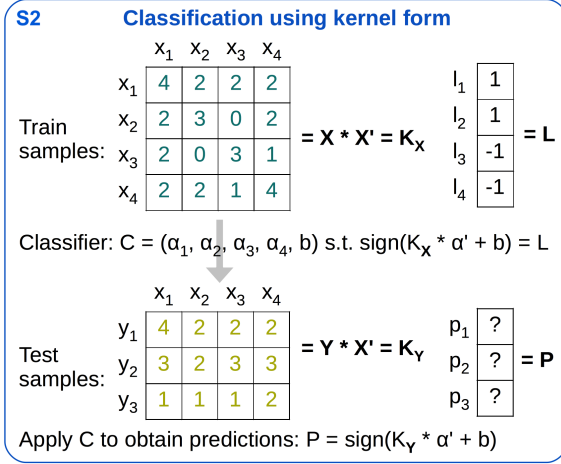 S2 Classification using kernel form
x1 x2 x3 x4
x1 4 2 2 2 l1 1
x2 2 3 0 2 l2 1
Train samples: = X * X' = KX = L
x3 2 0 3 1 l3 -1
x4 2 2 1 4 l4 -1
Classifier: C = (α1, α2, α3, α4, b) s.t. sign(KX * α' + b) = L
x1 x2 x3 x4
y1 4 2 2 2 p1 ?
Test samples: = Y * X' = KY = P
y2 3 2 3 3 p2 ?
y3 1 1 1 2 p3 ?
Apply C to obtain predictions: P = sign(KY * α' + b)